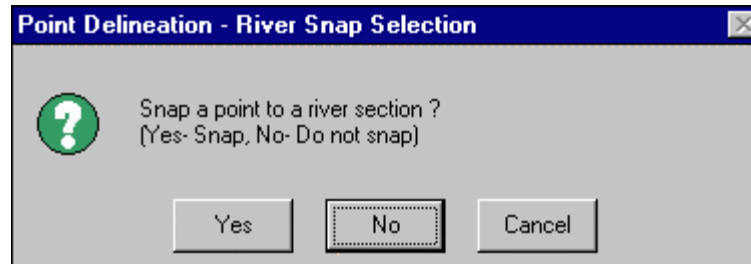 Point Delineation - River Snap Selection
Snap a point to a river section ?
(Yes- Snap, No- Do not snap)
Yes No Cancel